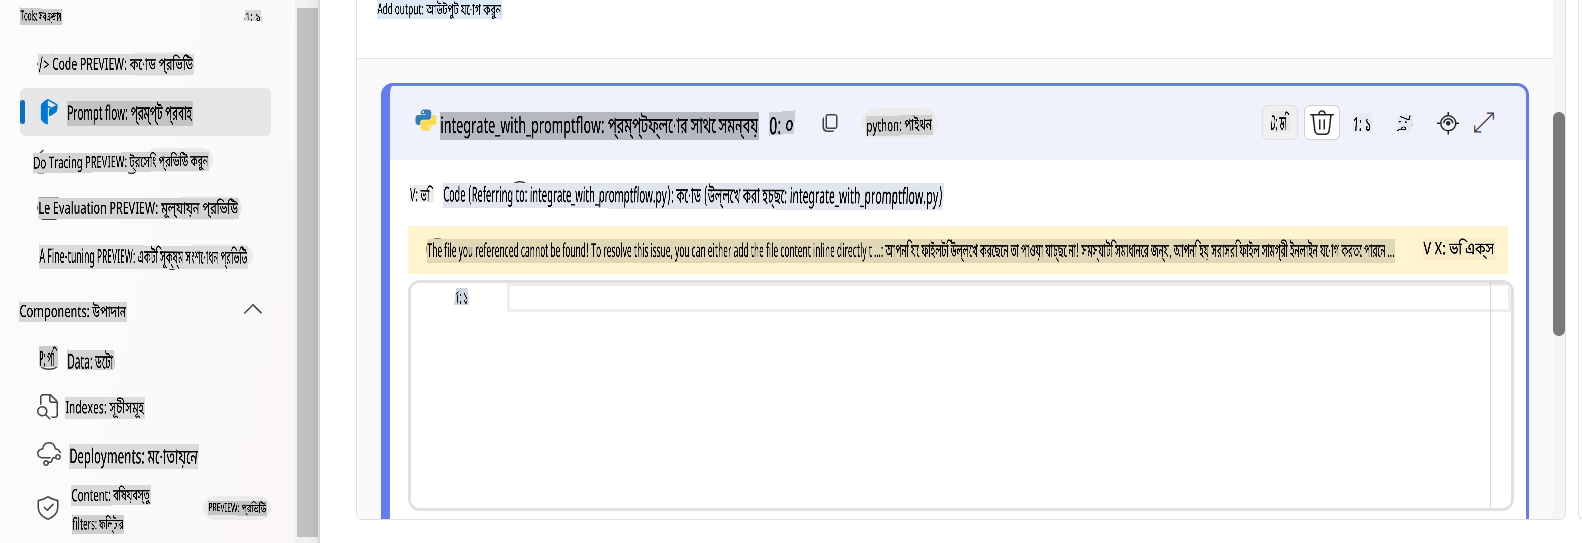 Add output: আউটপুট যোগ করুন
Tools: সরঞ্জাম
</> Code PREVIEW: কোড প্রিভিউ
Prompt flow: প্রম্পট প্রবাহ
integrate_with_promptflow: প্রম্পটফ্লোর সাথে সমন্বয় 0: ০
python: পাইথন
1: ১
Do Tracing PREVIEW: ট্রেসিং প্রিভিউ করুন
V: ভি Code (Referring to: integrate_with_promptflow.py): কোড (উল্লেখ করা হচ্ছে: integrate_with_promptflow.py)
Le Evaluation PREVIEW: মূল্যায়ন প্রিভিউ
The file you referenced cannot be found! To resolve this issue, you can either add the file content inline directly t ...: আপনি যে ফাইলটি উল্লেখ করেছেন তা পাওয়া যাচ্ছে না! সমস্যাটি সমাধানের জন্য, আপনি হয় সরাসরি ফাইল সামগ্রী ইনলাইন যোগ করতে পারেন ...
V X: ভি এক্স
A Fine-tuning PREVIEW: একটি সূক্ষ্ম সংশোধন প্রিভিউ
1: ১
Components: উপাদান
P: পি Data: ডেটা
Indexes: সূচীসমূহ
Deployments: মোতায়েন
Content: বিষয়বস্তু
filters: ফিল্টার
PREVIEW: প্রিভিউ